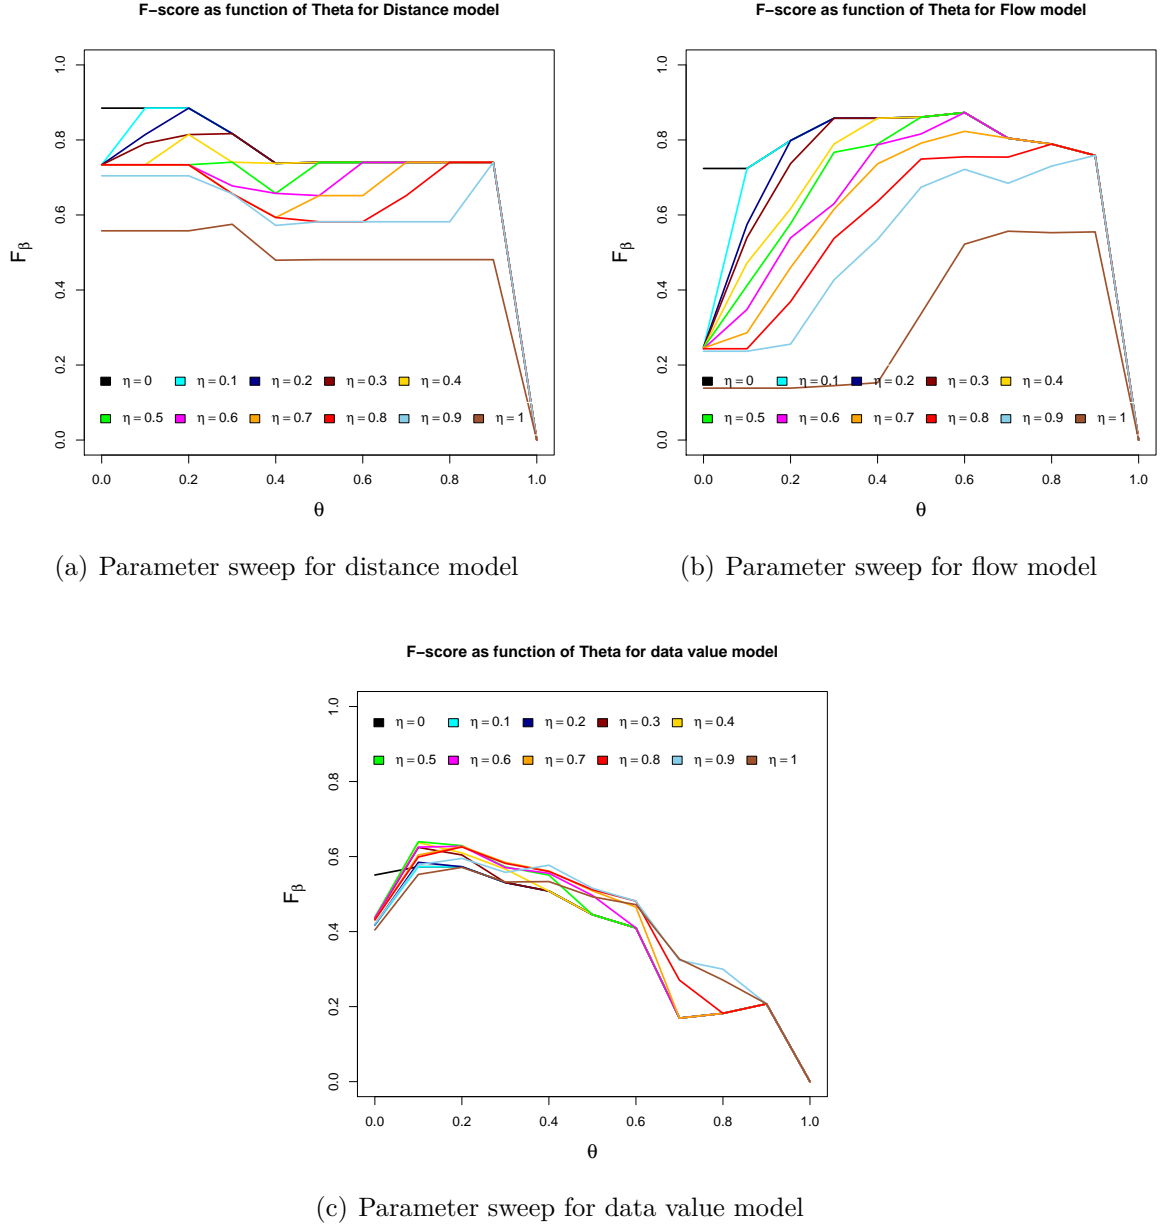 F−score as function of Theta for Distance model
1.0
0.8
0.6
0.4
0.2
0.0
Fβ
η = 0 η = 0.1 η = 0.2 η = 0.3 η = 0.4
η = 0.5 η = 0.6 η = 0.7 η = 0.8 η = 0.9 η = 1
0.0 0.2 0.4 0.6 0.8 1.0
θ
(a) Parameter sweep for distance model
F−score as function of Theta for Flow model
1.0
0.8
0.6
0.4
0.2
0.0
Fβ
η = 0 η = 0.1 η = 0.2 η = 0.3 η = 0.4
η = 0.5 η = 0.6 η = 0.7 η = 0.8 η = 0.9 η = 1
0.0 0.2 0.4 0.6 0.8 1.0
θ
(b) Parameter sweep for flow model
F−score as function of Theta for data value model
η = 0 η = 0.1 η = 0.2 η = 0.3 η = 0.4
η = 0.5 η = 0.6 η = 0.7 η = 0.8 η = 0.9 η = 1
1.0
0.8
0.6
0.4
0.2
0.0
Fβ
0.0 0.2 0.4 0.6 0.8 1.0
θ
(c) Parameter sweep for data value model